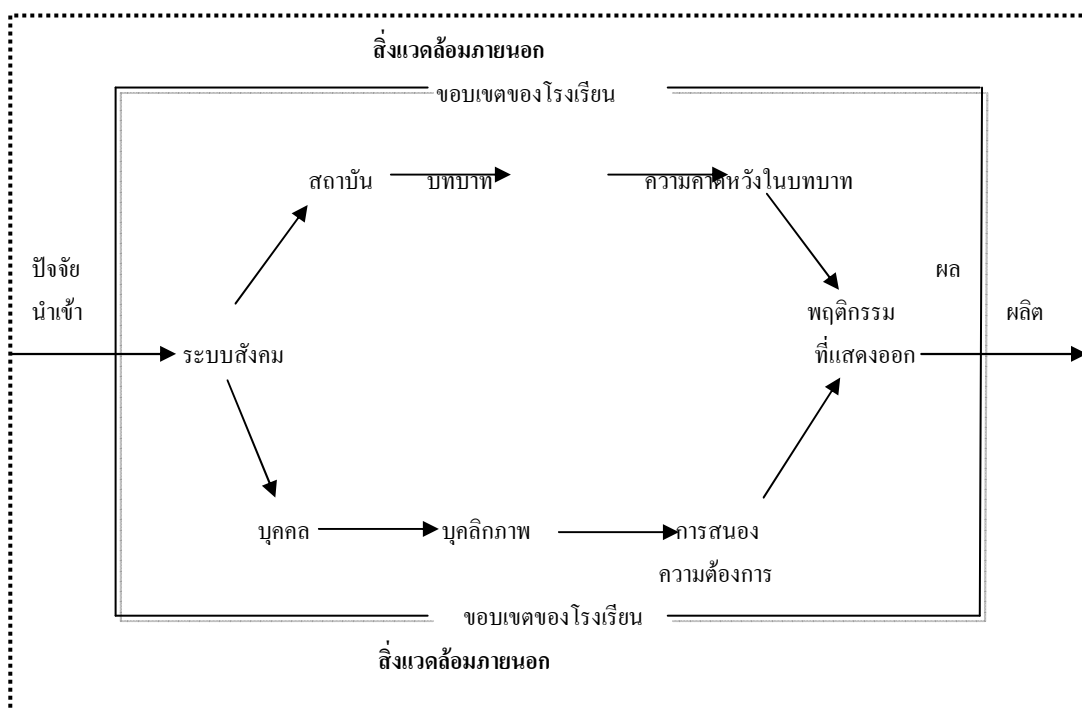 สิ่งแวดล้อมภายนอก
ขอบเขตของโรงเรียน
สถาบัน บทบาท ความคาดหวังในบทบาท
ปัจจัย
นำเข้า
ผล
ผลิต
พฤติกรรม
ระบบสังคม
ที่แสดงออก
บุคคล บุคลิกภาพ การสนอง
ความต้องการ
ขอบเขตของโรงเรียน
สิ่งแวดล้อมภายนอก